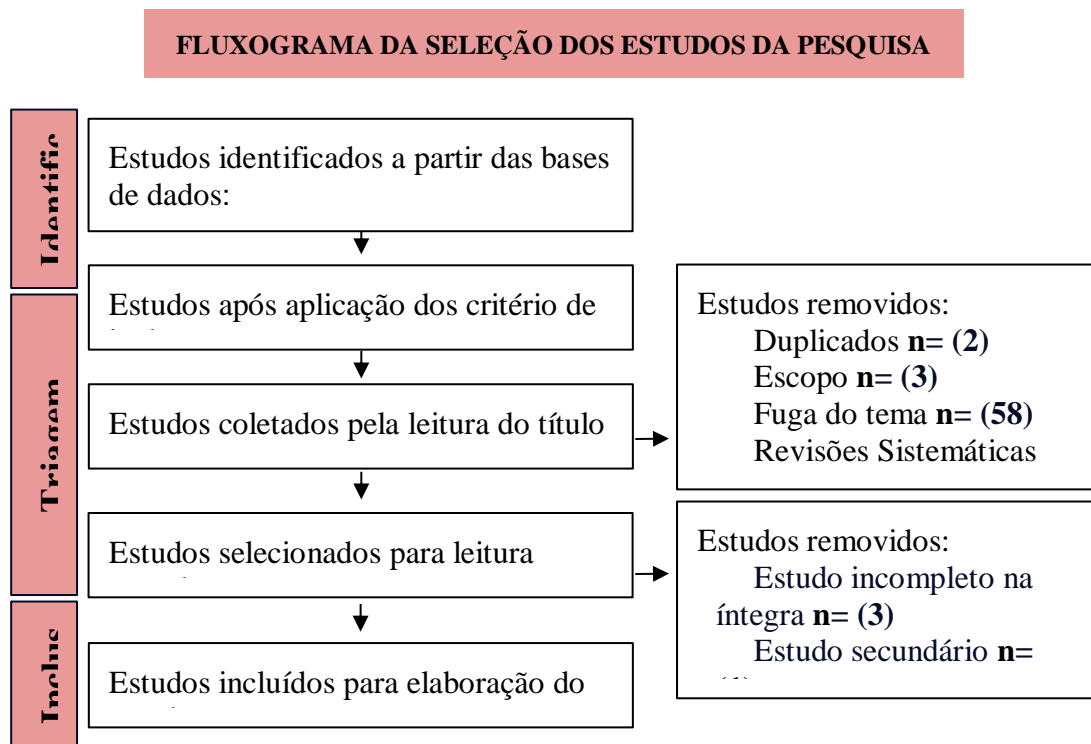 FLUXOGRAMA DA SELEÇÃO DOS ESTUDOS DA PESQUISA
Identific
Estudos identificados a partir das bases
de dados:
Triagem
Estudos após aplicação dos critério de
Estudos coletados pela leitura do título
Estudos removidos:
Duplicados n= (2)
Escopo n= (3)
Fuga do tema n= (58)
Revisões Sistemáticas
Estudos selecionados para leitura
Estudos removidos:
Estudo incompleto na
íntegra n= (3)
Estudo secundário n=
Inclus
Estudos incluídos para elaboração do